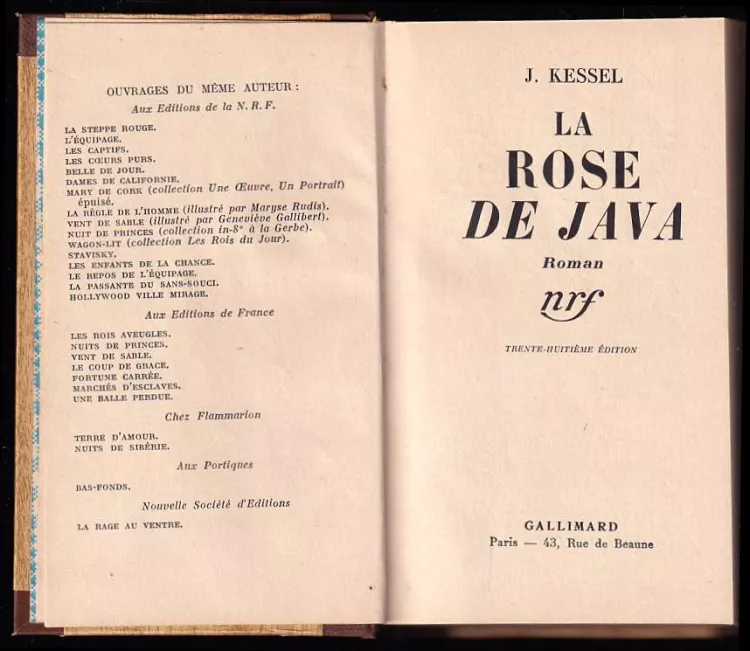 OUVRAGES DU MÊME AUTEUR :
Aux Editions de la N. R. F.
LA STEPPE ROUGE.
L'ÉQUIPAGE.
LES CAPTIFS.
LES CŒURS PURS.
BELLE DE JOUR.
DAMES DE CALIFORNIE.
MARY DE CORK (collection Une Œuvre, Un Portrait)
épuisé.
LA RÈGLE DE L'HOMME (illustré par Maryse Rudis).
VENT DE SABLE (illustré par Geneviève Gallibert).
NUIT DE PRINCES (collection in-8° à la Gerbe).
WAGON-LIT (collection Les Rois du Jour).
STAVISKY.
LES ENFANTS DE LA CHANCE.
LE REPOS DE L'ÉQUIPAGE.
LA PASSANTE DU SANS-SOUCI.
HOLLYWOOD VILLE MIRAGE.
Aux Editions de France
LES ROIS AVEUGLES.
NUITS DE PRINCES.
VENT DE SABLE.
LE COUP DE GRACE.
FORTUNE CARRÉE.
MARCHÉS D'ESCLAVES.
UNE BALLE PERDUE.
Chez Flammarion
TERRE D'AMOUR.
NUITS DE SIBÉRIE.
Aux Portiques
BAS-FONDS.
Nouvelle Société d'Editions
LA RAGE AU VENTRE.
J. KESSEL
LA
ROSE
DE JAVA
Roman
nrf
TRENTE-HUITIÈME ÉDITION
GALLIMARD
Paris — 43, Rue de Beaune